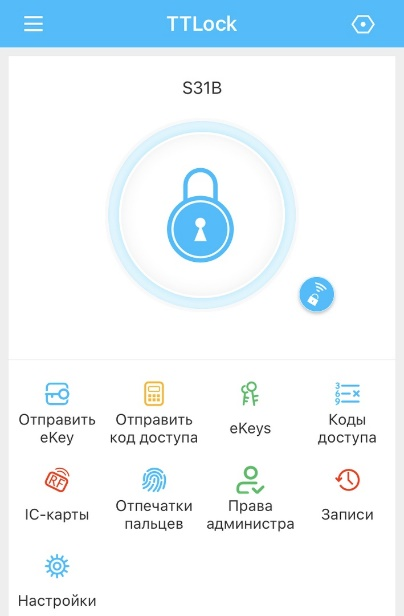 TTLock
S31B
Отправить
eKey
Отправить
код доступа
eKeys
Коды
доступа
IC-карты
Отпечатки
пальцев
Права
администра
Записи
Настройки